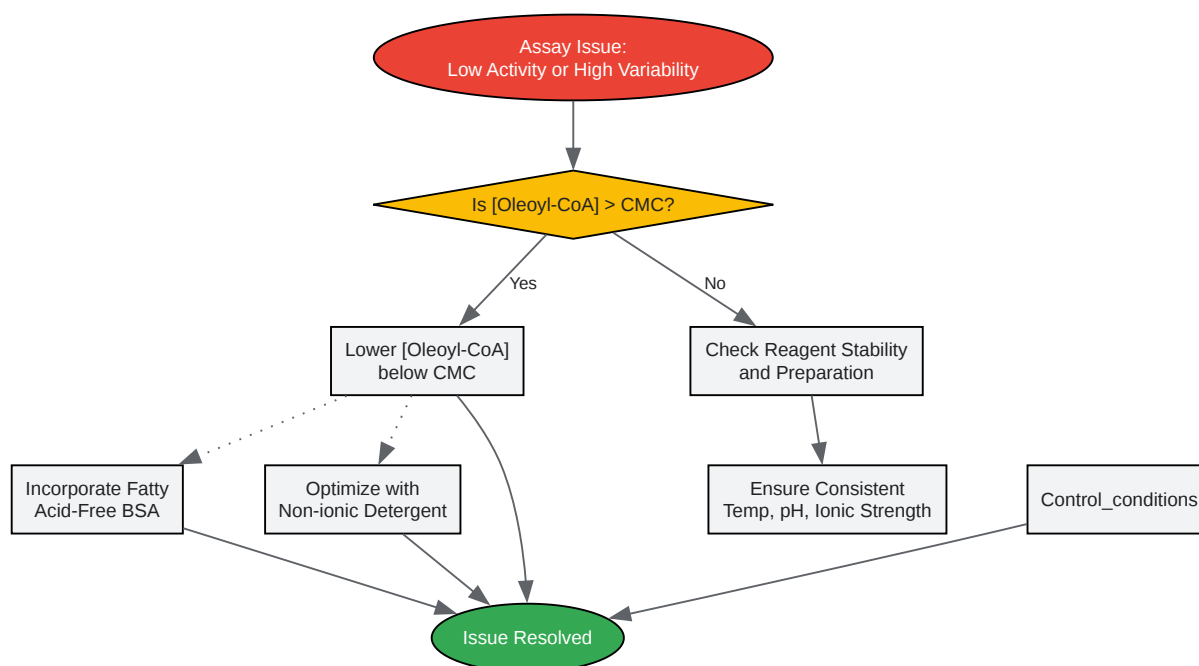 Assay Issue:
Low Activity or High Variability
Is [Oleoyl-CoA] > CMC?
Yes
No
Lower [Oleoyl-CoA]
below CMC
Check Reagent Stability
and Preparation
Incorporate Fatty
Acid-Free BSA
Optimize with
Non-ionic Detergent
Ensure Consistent
Temp, pH, Ionic Strength
Control_conditions
Issue Resolved